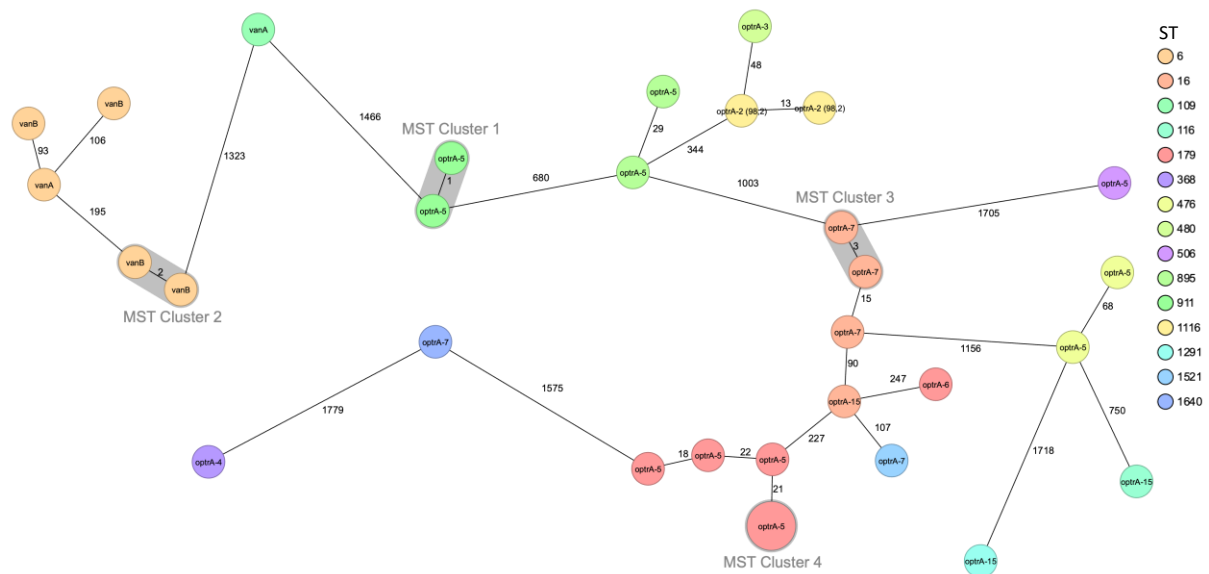 ST
6
16
109
116
179
368
476
480
506
895
911
1116
1291
1521
1640
vanA
optrA-3
48
optrA-5
optrA-2 (98,2)
13
optrA-2 (98,2)
vanB
vanB
93
106
1466
MST Cluster 1
29
344
1323
optrA-5
1
vanA
optrA-5
680
1003
optrA-5
optrA-5
MST Cluster 3
1705
195
optrA-7
3
vanB
2
vanB
optrA-7
optrA-5
MST Cluster 2
15
68
optrA-7
optrA-7
1156
optrA-5
90
247
optrA-6
1575
optrA-15
750
1779
227
107
1718
optrA-4
optrA-5
18
optrA-5
22
optrA-5
optrA-7
21
optrA-15
optrA-5
MST Cluster 4
optrA-15